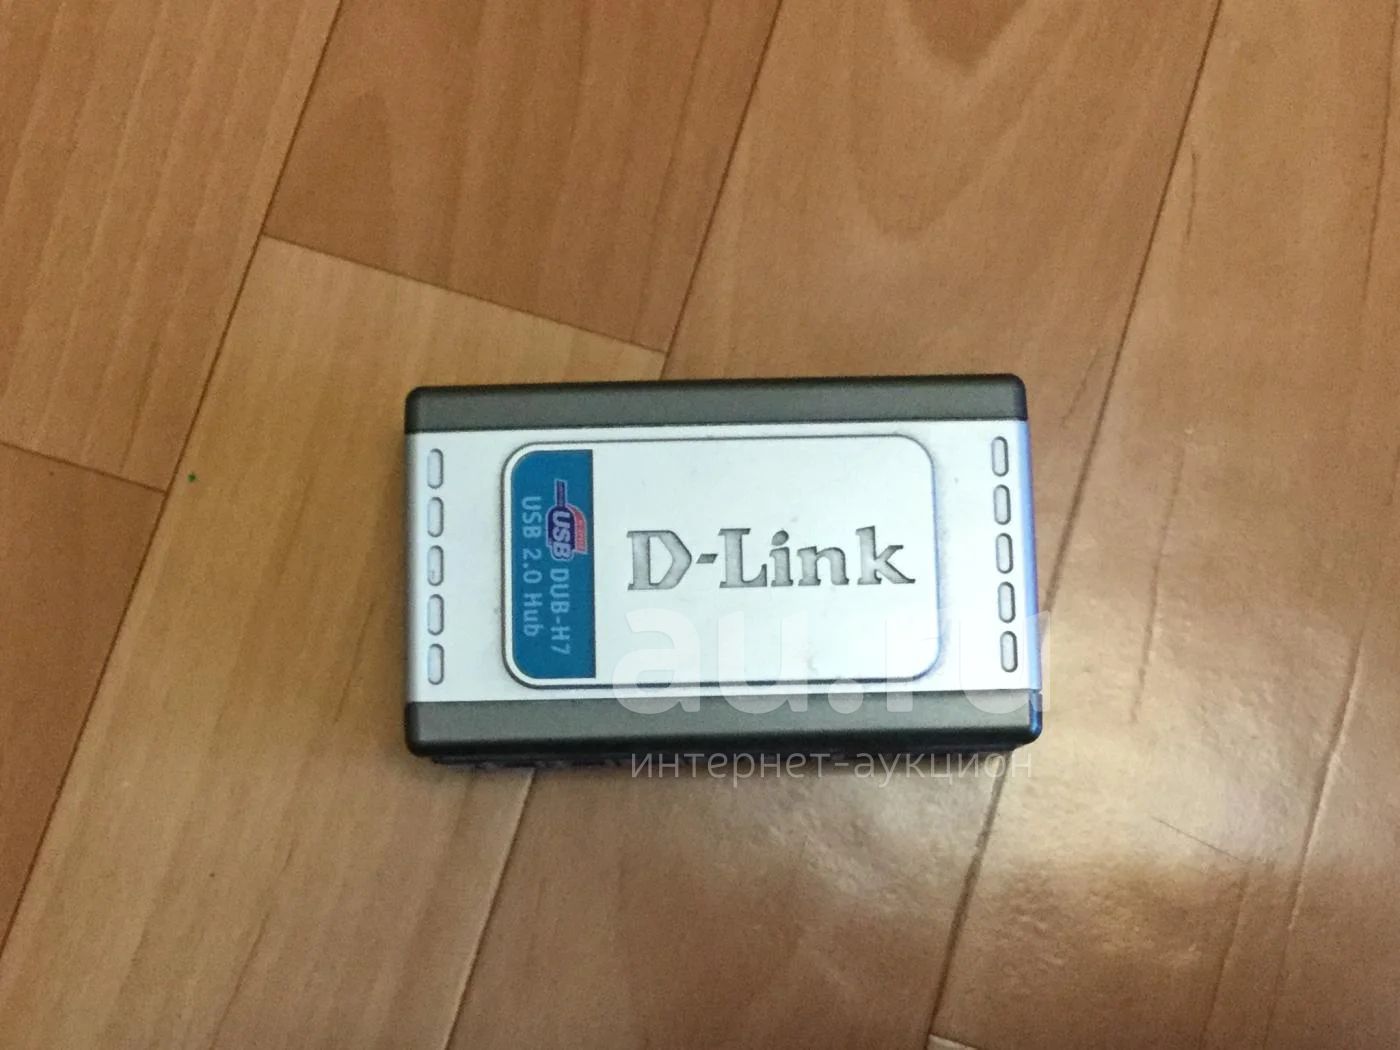 D-Link
USB DUB-H7
USB 2.0 Hub
au.ru
интернет-аукцион